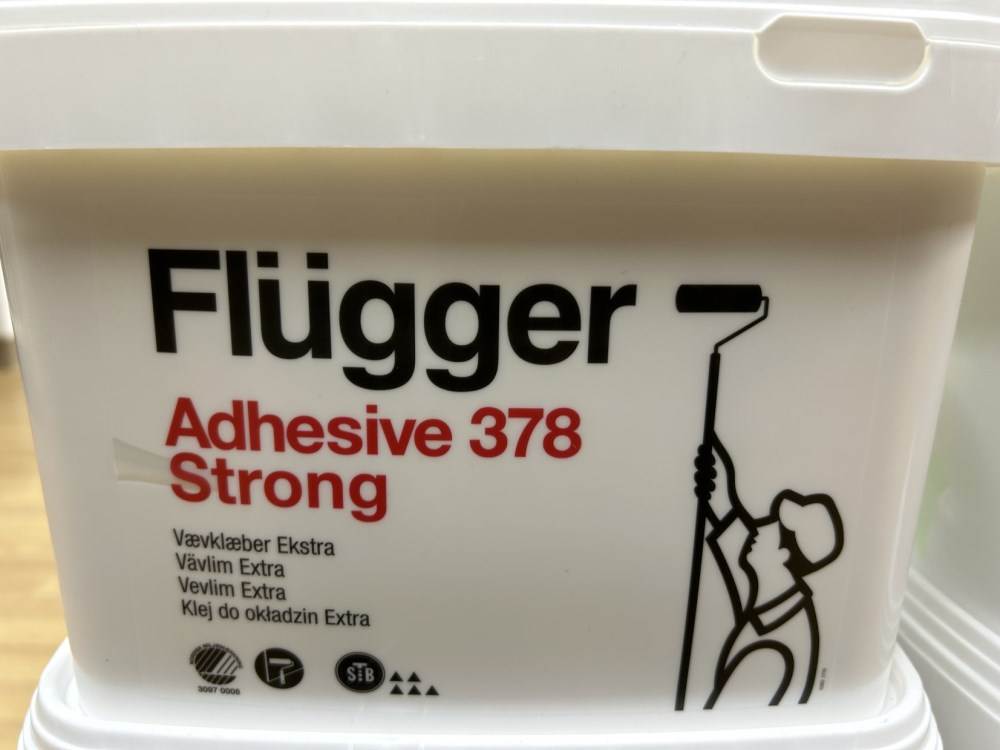 Flügger
Adhesive 378
Strong
Vævklæber Ekstra
Vävlim Extra
Vevlim Extra
Klej do okładzin Extra
3097 0006
STB